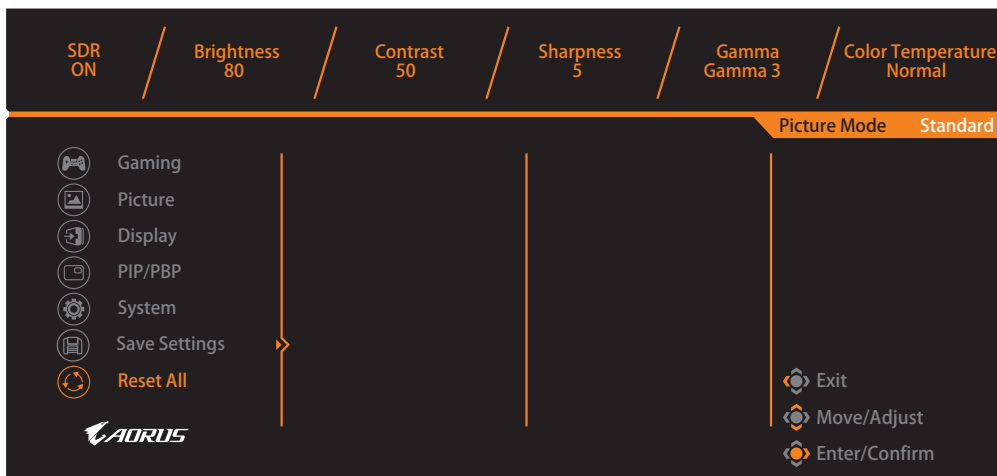 SDR
ON
Brightness
80
Contrast
50
Sharpness
5
Gamma
Gamma 3
Color Temperature
Normal
Picture Mode Standard
Gaming
Picture
Display
PIP/PBP
System
Save Settings
Reset All
AORUS
Exit
Move/Adjust
Enter/Confirm